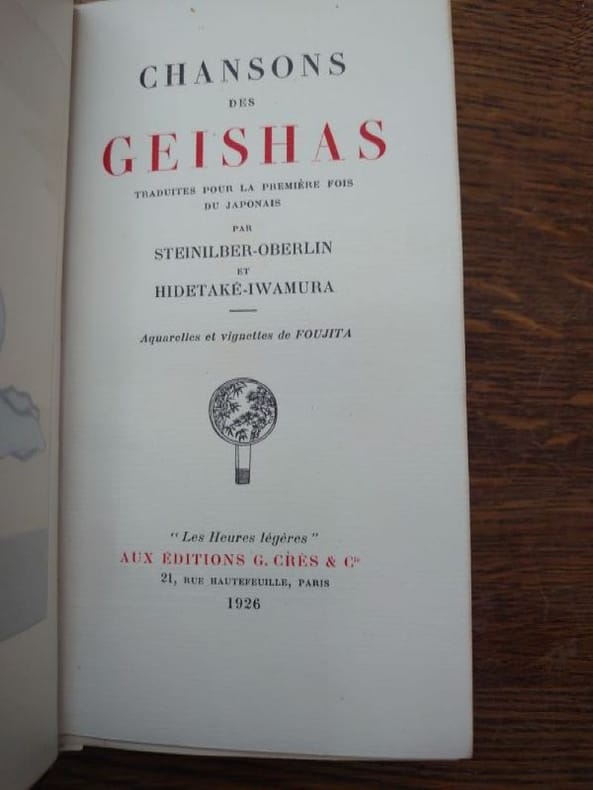 CHANSONS
DES
GEISHAS
TRADUITES POUR LA PREMIÈRE FOIS
DU JAPONAIS
PAR
STEINILBER-OBERLIN
ET
HIDETAKÉ-IWAMURA
Aquarelles et vignettes de FOUJITA
"Les Heures légères"
AUX ÉDITIONS G. CRÈS & Cie
21, RUE HAUTEFEUILLE, PARIS
1926